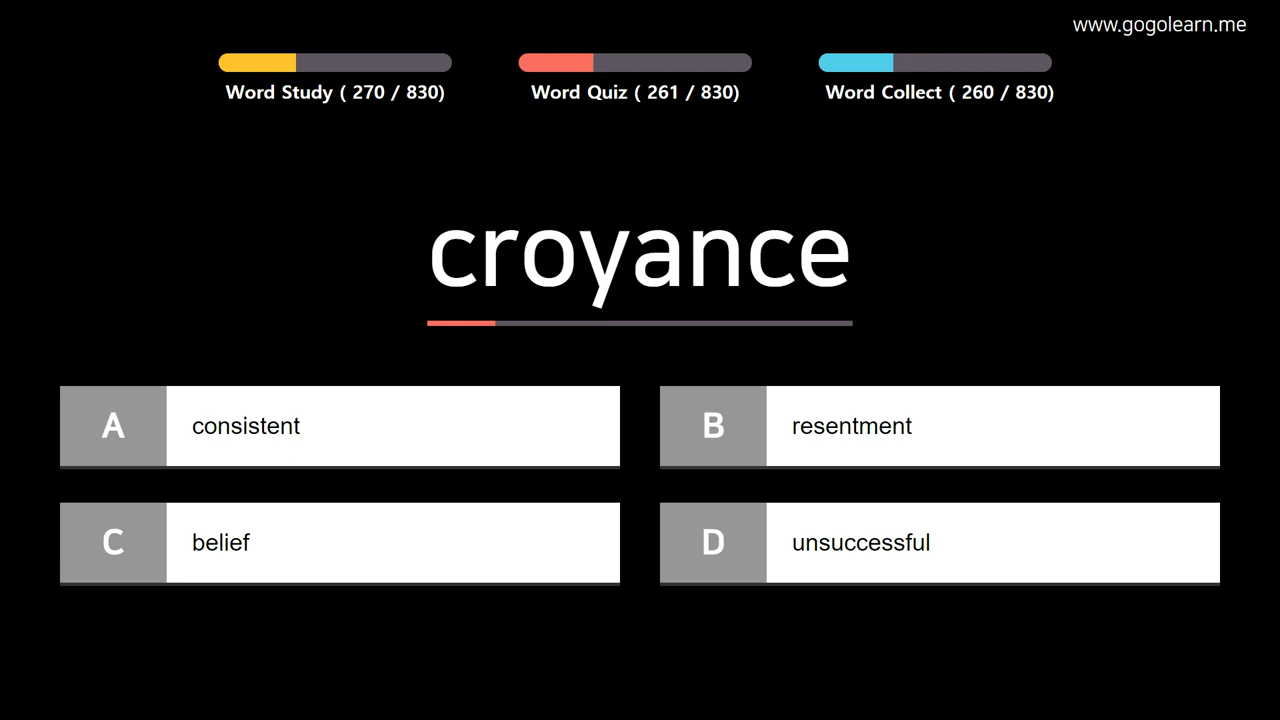 www.gogolearn.me
Word Study ( 270 / 830)
Word Quiz ( 261 / 830)
Word Collect ( 260 / 830)
croyance
A consistent
B resentment
C belief
D unsuccessful